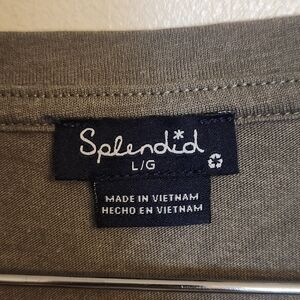 Splendid
L/G
MADE IN VIETNAM
HECHO EN VIETNAM